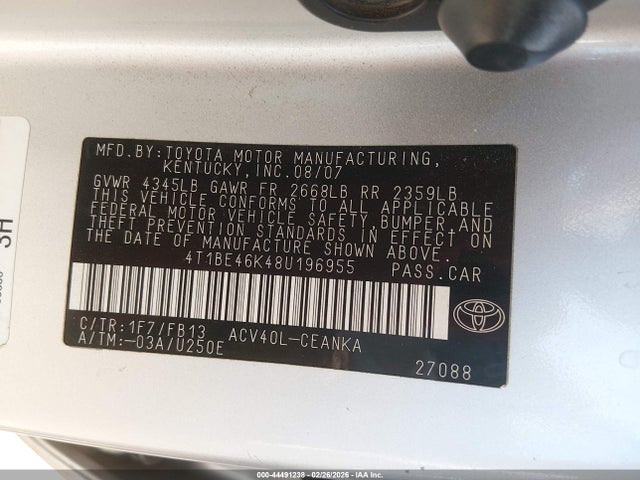 MFD.BY:TOYOTA MOTOR MANUFACTURING,
KENTUCKY,INC.08/07
GVWR 4345LB GAWR FR 2668LB RR 2359LB
THIS VEHICLE CONFORMS TO ALL APPLICABLE
FEDERAL MOTOR VEHICLE SAFETY,BUMPER,AND
THEFT PREVENTION STANDARDS IN EFFECT ON
THE DATE OF MANUFACTURE SHOWN ABOVE.
4T1BE46K48U196955 PASS.CAR
C/TR:1F7/FB13 ACV40L-CEANKA
A/TM:-03A/U250E
27088
3H
000-44491238 - 02/26/2026 - IAA Inc.